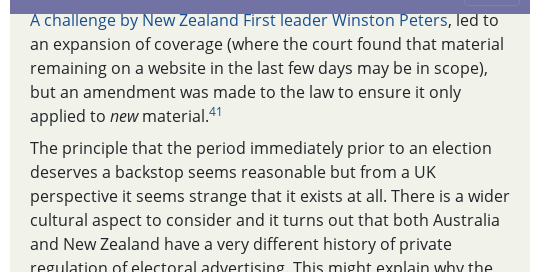 A challenge by New Zealand First leader Winston Peters, led to
an expansion of coverage (where the court found that material
remaining on a website in the last few days may be in scope),
but an amendment was made to the law to ensure it only
applied to new material.41
The principle that the period immediately prior to an election
deserves a backstop seems reasonable but from a UK
perspective it seems strange that it exists at all. There is a wider
cultural aspect to consider and it turns out that both Australia
and New Zealand have a very different history of private
regulation of electoral advertising. This might explain why the